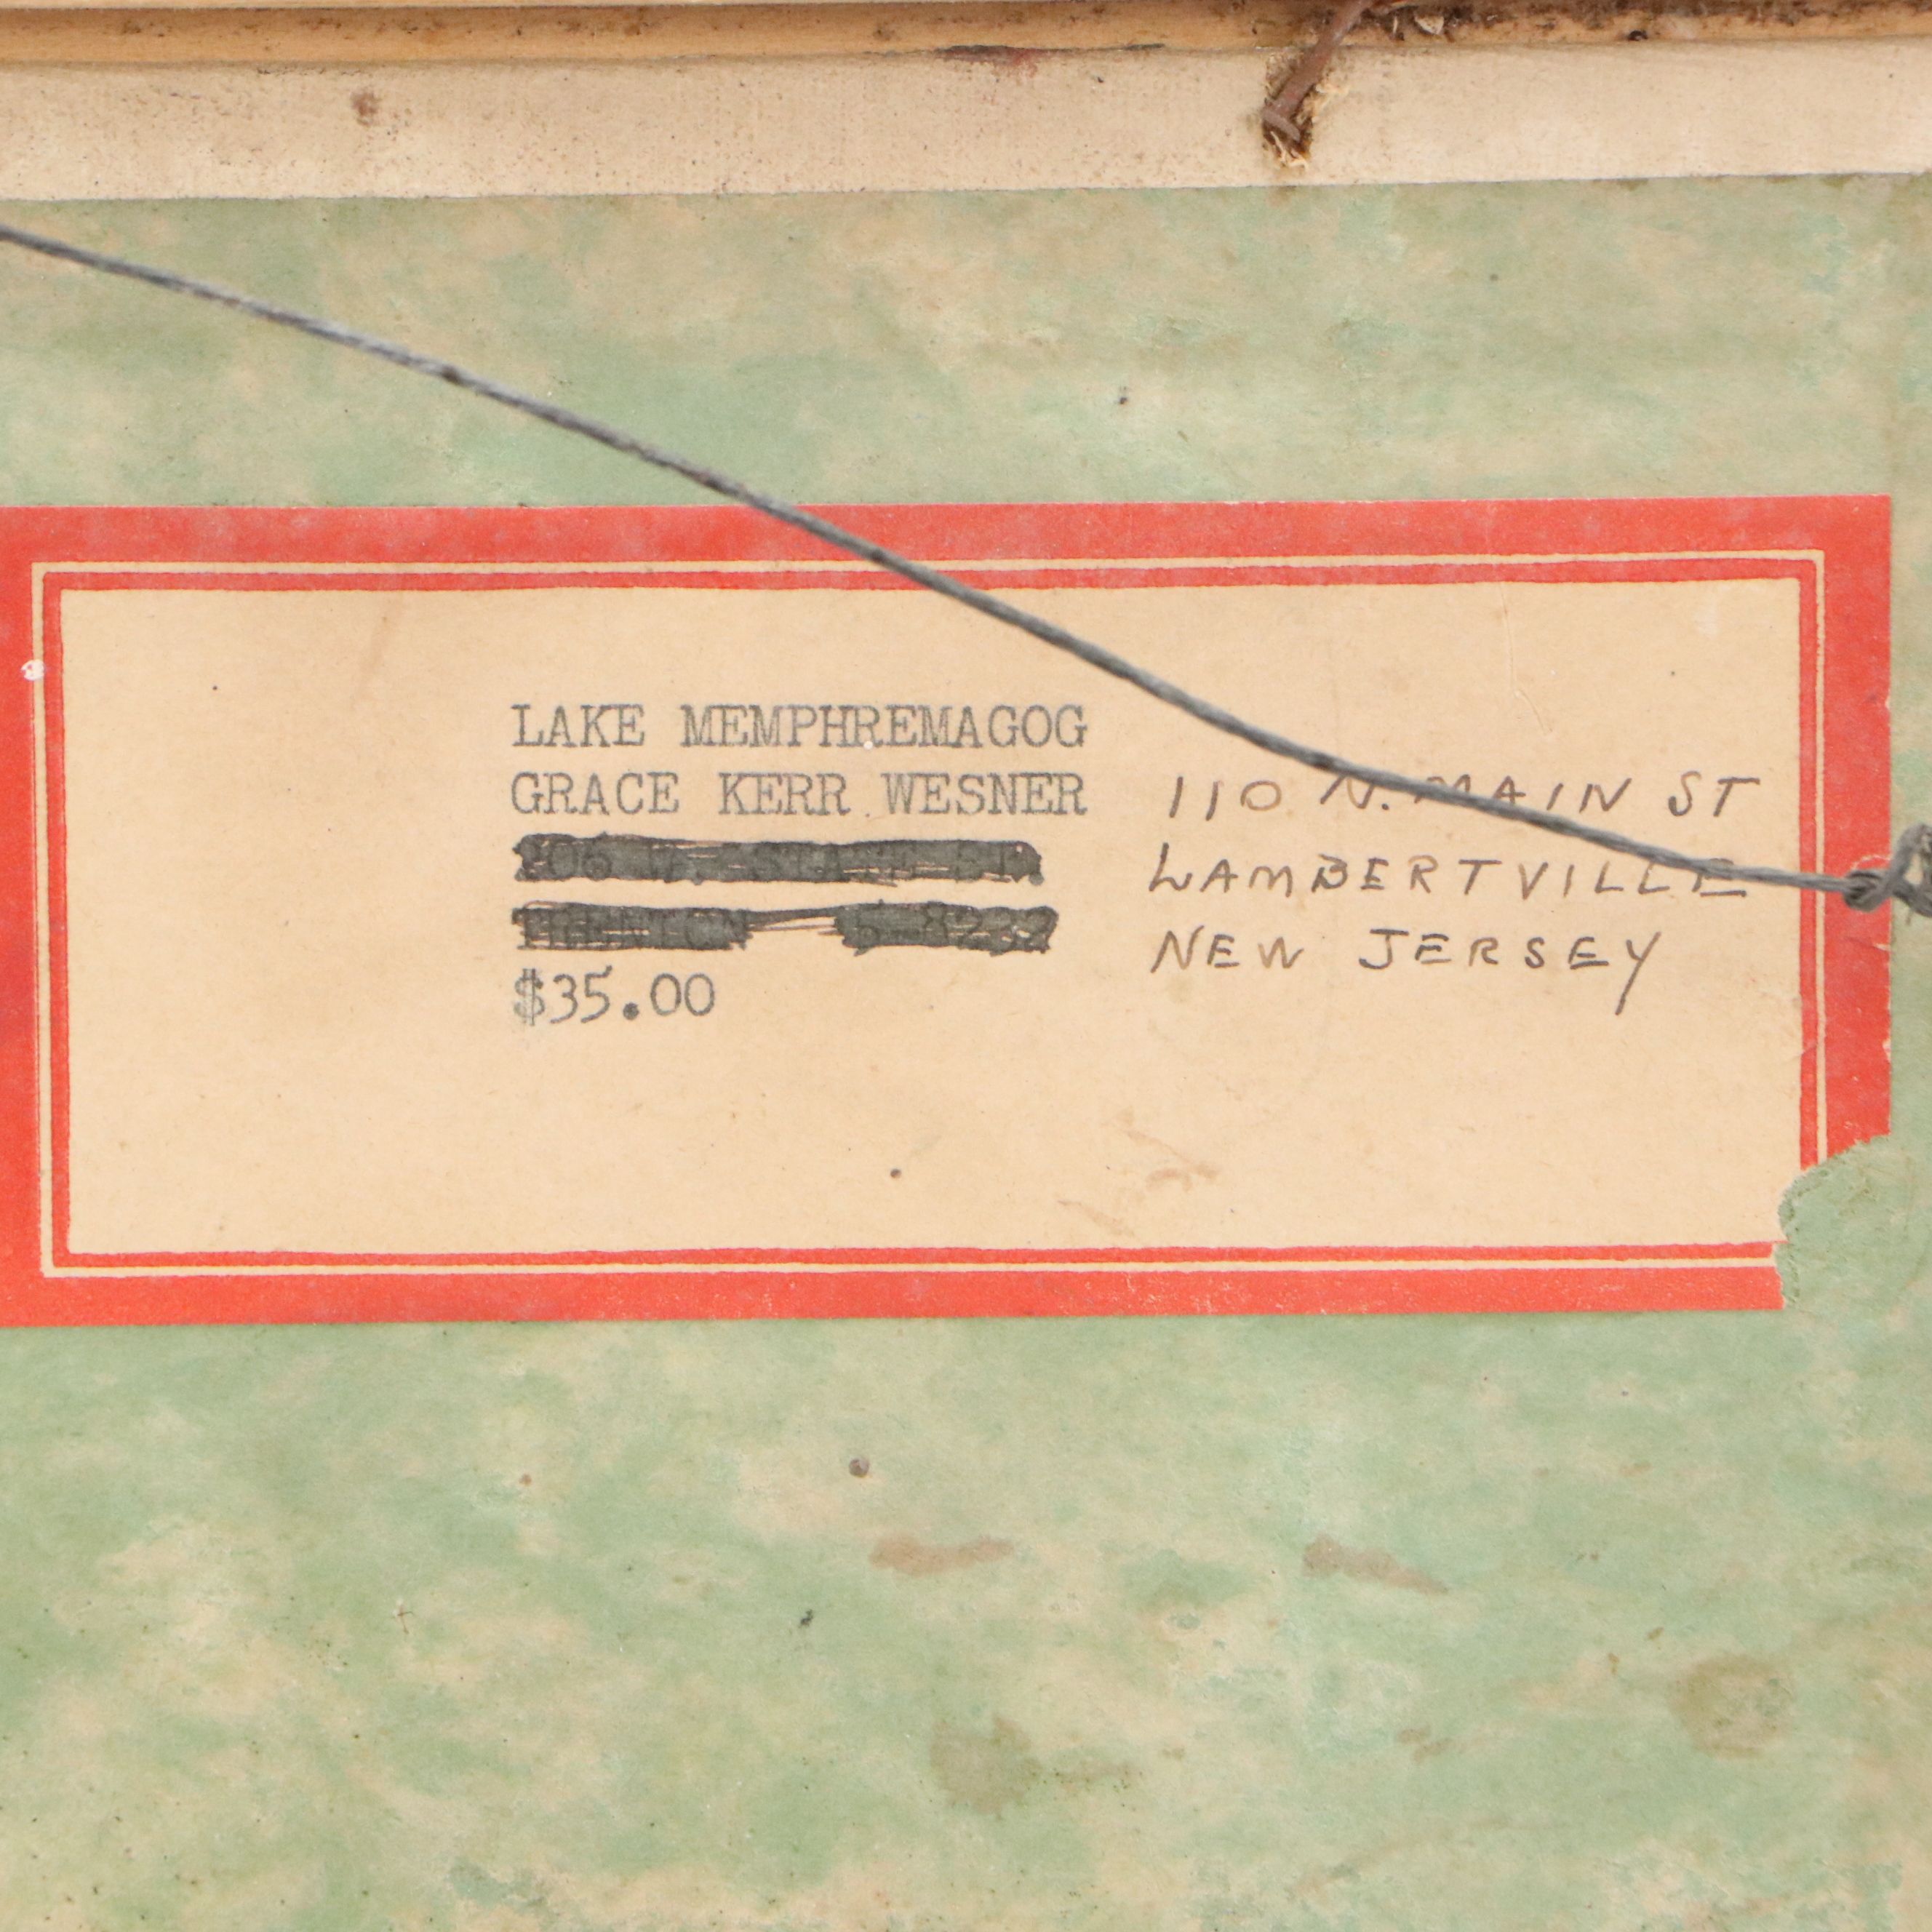 LAKE MEMPHREMAGOG
GRACE KERR WESNER
$35.00
110 N. MAIN ST
LAMBERTVILLE
NEW JERSEY